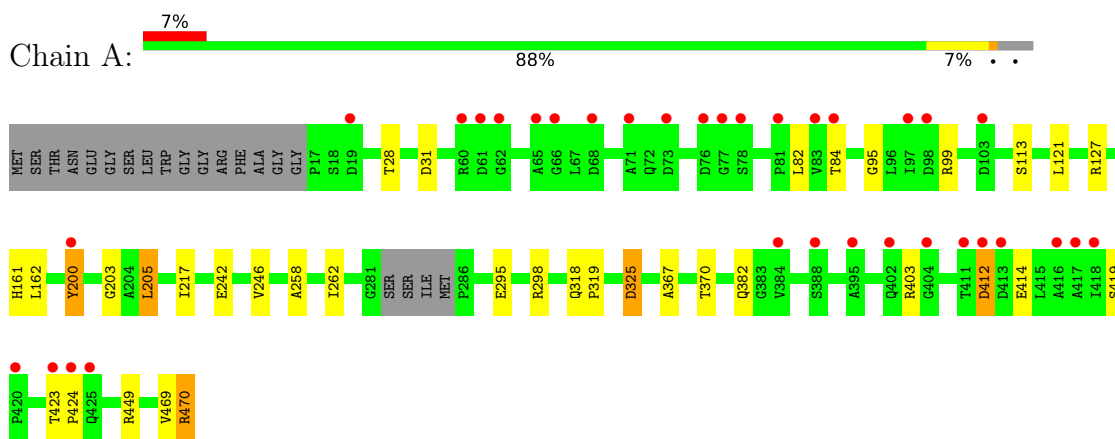 7%
Chain A:
88% 7% • •
MET SER THR ASN GLU GLY SER LEU TRP GLY GLY ARG PHE ALA GLY GLY P17 S18 D19 T28 D31 R60 D61 G62 A65 G66 L67 D68 A71 Q72 D73 D76 G77 S78 P81 L82 V83 T84 G95 L96 I97 D98 R99 D103 S113 L121 R127
H161 L162 Y200 G203 A204 L205 I217 E242 V246 A258 I262 G281 SER SER ILE MET P286 E295 R298 Q318 P319 D325 A367 T370 Q382 G383 V384 S388 A395 Q402 R403 G404 T411 D412 D413 E414 L415 A416 A417 I418 S419
P420 T423 P424 Q425 R449 V469 R470